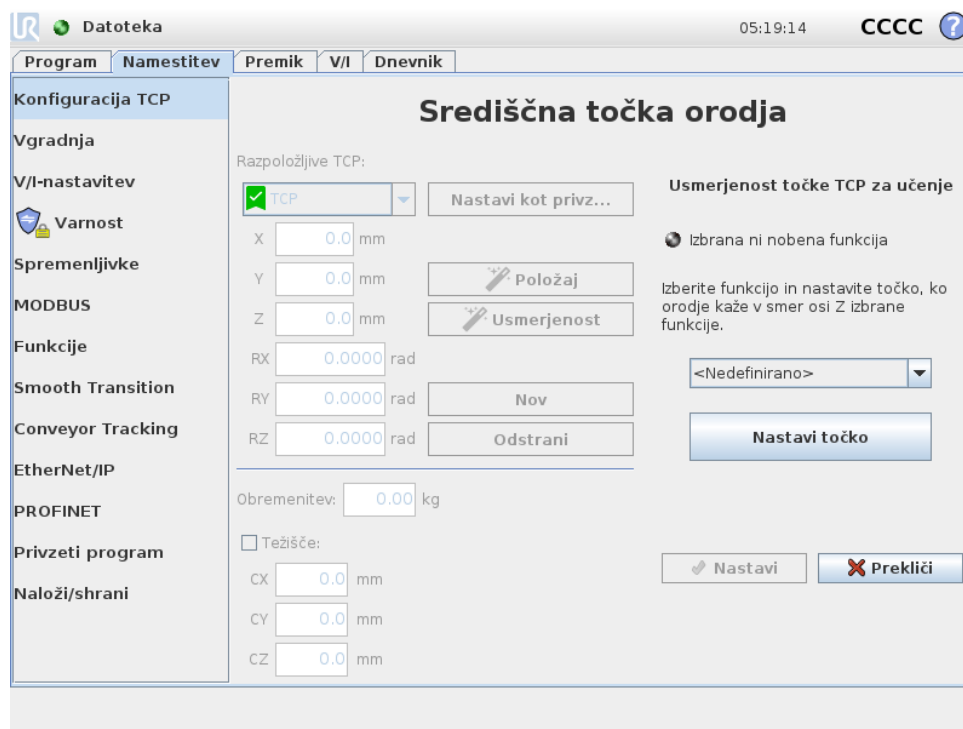 UR Datoteka 05:19:14 CCCC ?
Program Namestitev Premik V/I Dnevnik
Konfiguracija TCP
Vgradnja
V/I-nastavitev
Varnost
Spremenljivke
MODBUS
Funkcije
Smooth Transition
Conveyor Tracking
EtherNet/IP
PROFINET
Privzeti program
Naloži/shrani
Središčna točka orodja
Razpoložljive TCP:
TCP Nastavi kot privz...
X 0.0 mm
Y 0.0 mm Položaj
Z 0.0 mm Usmerjenost
RX 0.0000 rad
RY 0.0000 rad Nov
RZ 0.0000 rad Odstrani
Obremenitev: 0.00 kg
Težišče:
CX 0.0 mm
CY 0.0 mm
CZ 0.0 mm
Usmerjenost točke TCP za učenje
Izbrana ni nobena funkcija
Izberite funkcijo in nastavite točko, ko
orodje kaže v smer osi Z izbrane
funkcije.
<Nedefinirano>
Nastavi točko
Nastavi Prekliči